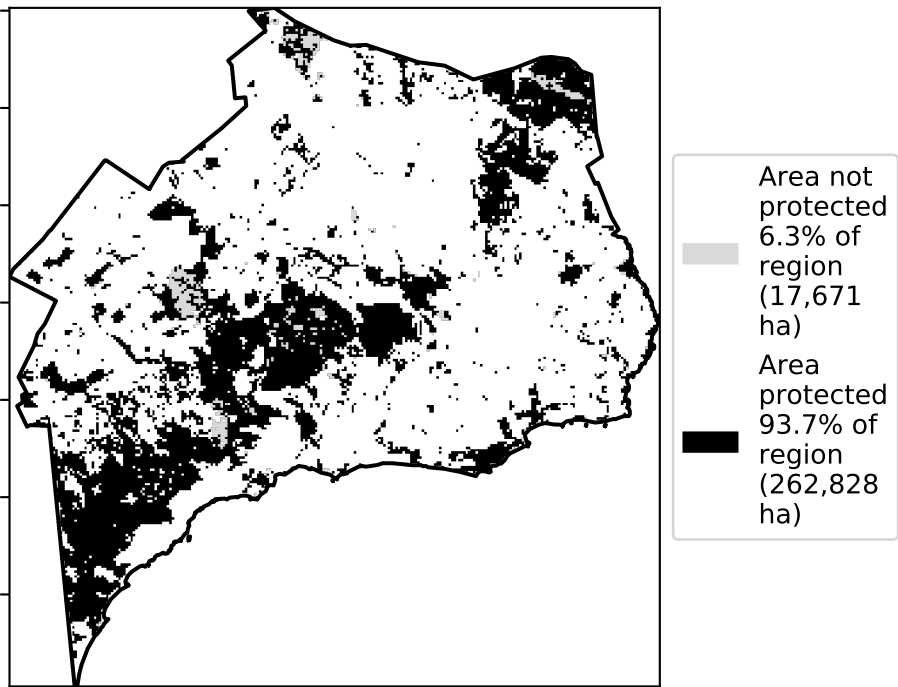 Area not
protected
6.3% of
region
(17,671
ha)
Area
protected
93.7% of
region
(262,828
ha)